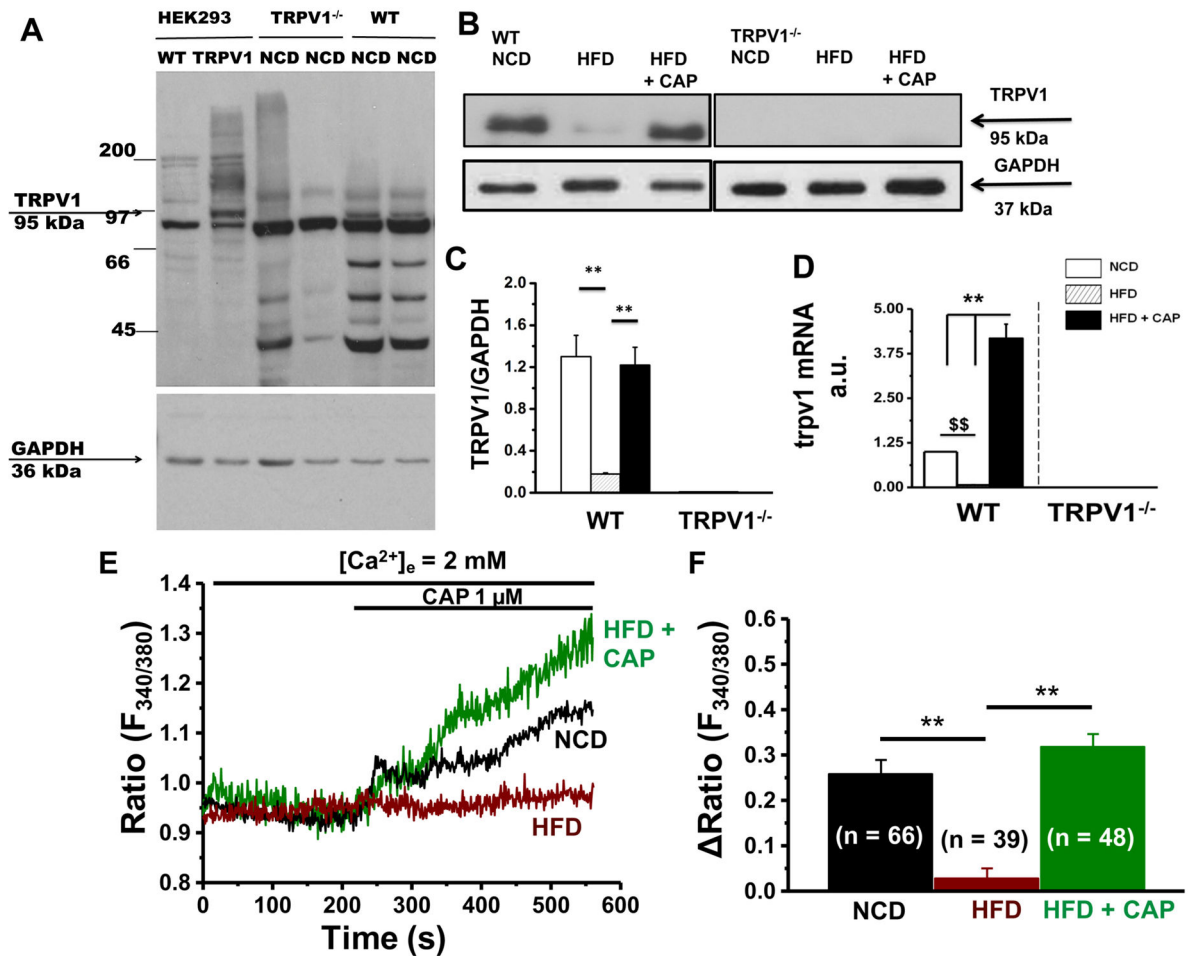 A
HEK293 TRPV1-/- WT
WT TRPV1 NCD NCD NCD NCD
200
TRPV1
95 kDa
97
66
45
GAPDH
36 kDa
B
WT
NCD HFD HFD
+ CAP
TRPV1-/-
NCD HFD HFD
+ CAP
TRPV1
95 kDa
GAPDH
37 kDa
C
** **
TRPV1/GAPDH
2.0
1.6
1.2
0.8
0.4
0.0
WT TRPV1-/-
D
NCD
HFD
HFD + CAP
trpv1 mRNA
a.u.
5.00
3.75
2.50
1.25
0.00
**
$$
WT TRPV1-/-
E
[Ca2+]e = 2 mM
CAP 1 µM
HFD +
CAP
NCD
HFD
Ratio (F340/380)
1.4
1.3
1.2
1.1
1.0
0.9
0.8
0 100 200 300 400 500 600
Time (s)
F
ΔRatio (F340/380)
0.6
0.5
0.4
0.3
0.2
0.1
0.0
** **
(n = 66) (n = 39) (n = 48)
NCD HFD HFD + CAP